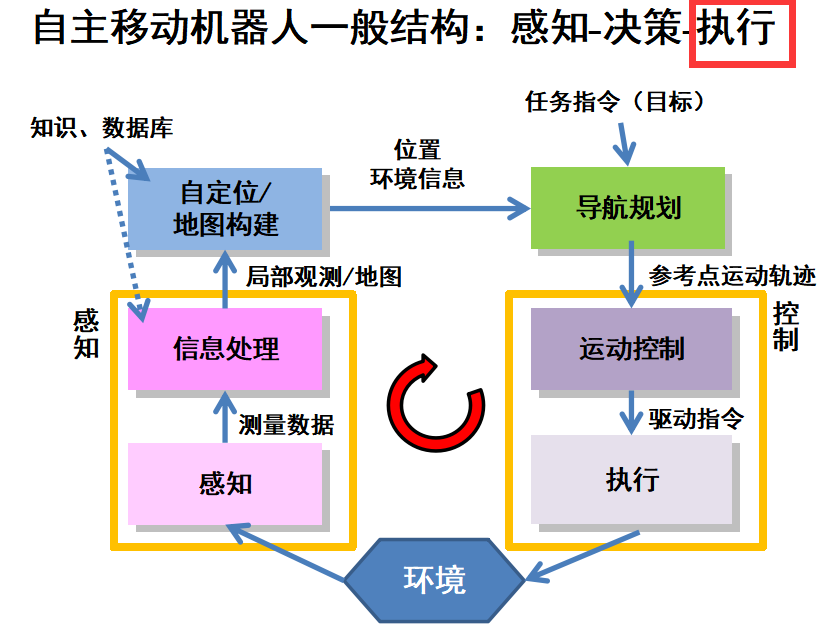 自主移动机器人一般结构：感知-决策-执行
任务指令（目标）
知识、数据库
位置
环境信息
自定位/
地图构建
导航规划
局部观测/地图
参考点运动轨迹
感
知
控
制
信息处理
运动控制
测量数据
驱动指令
感知
执行
环境